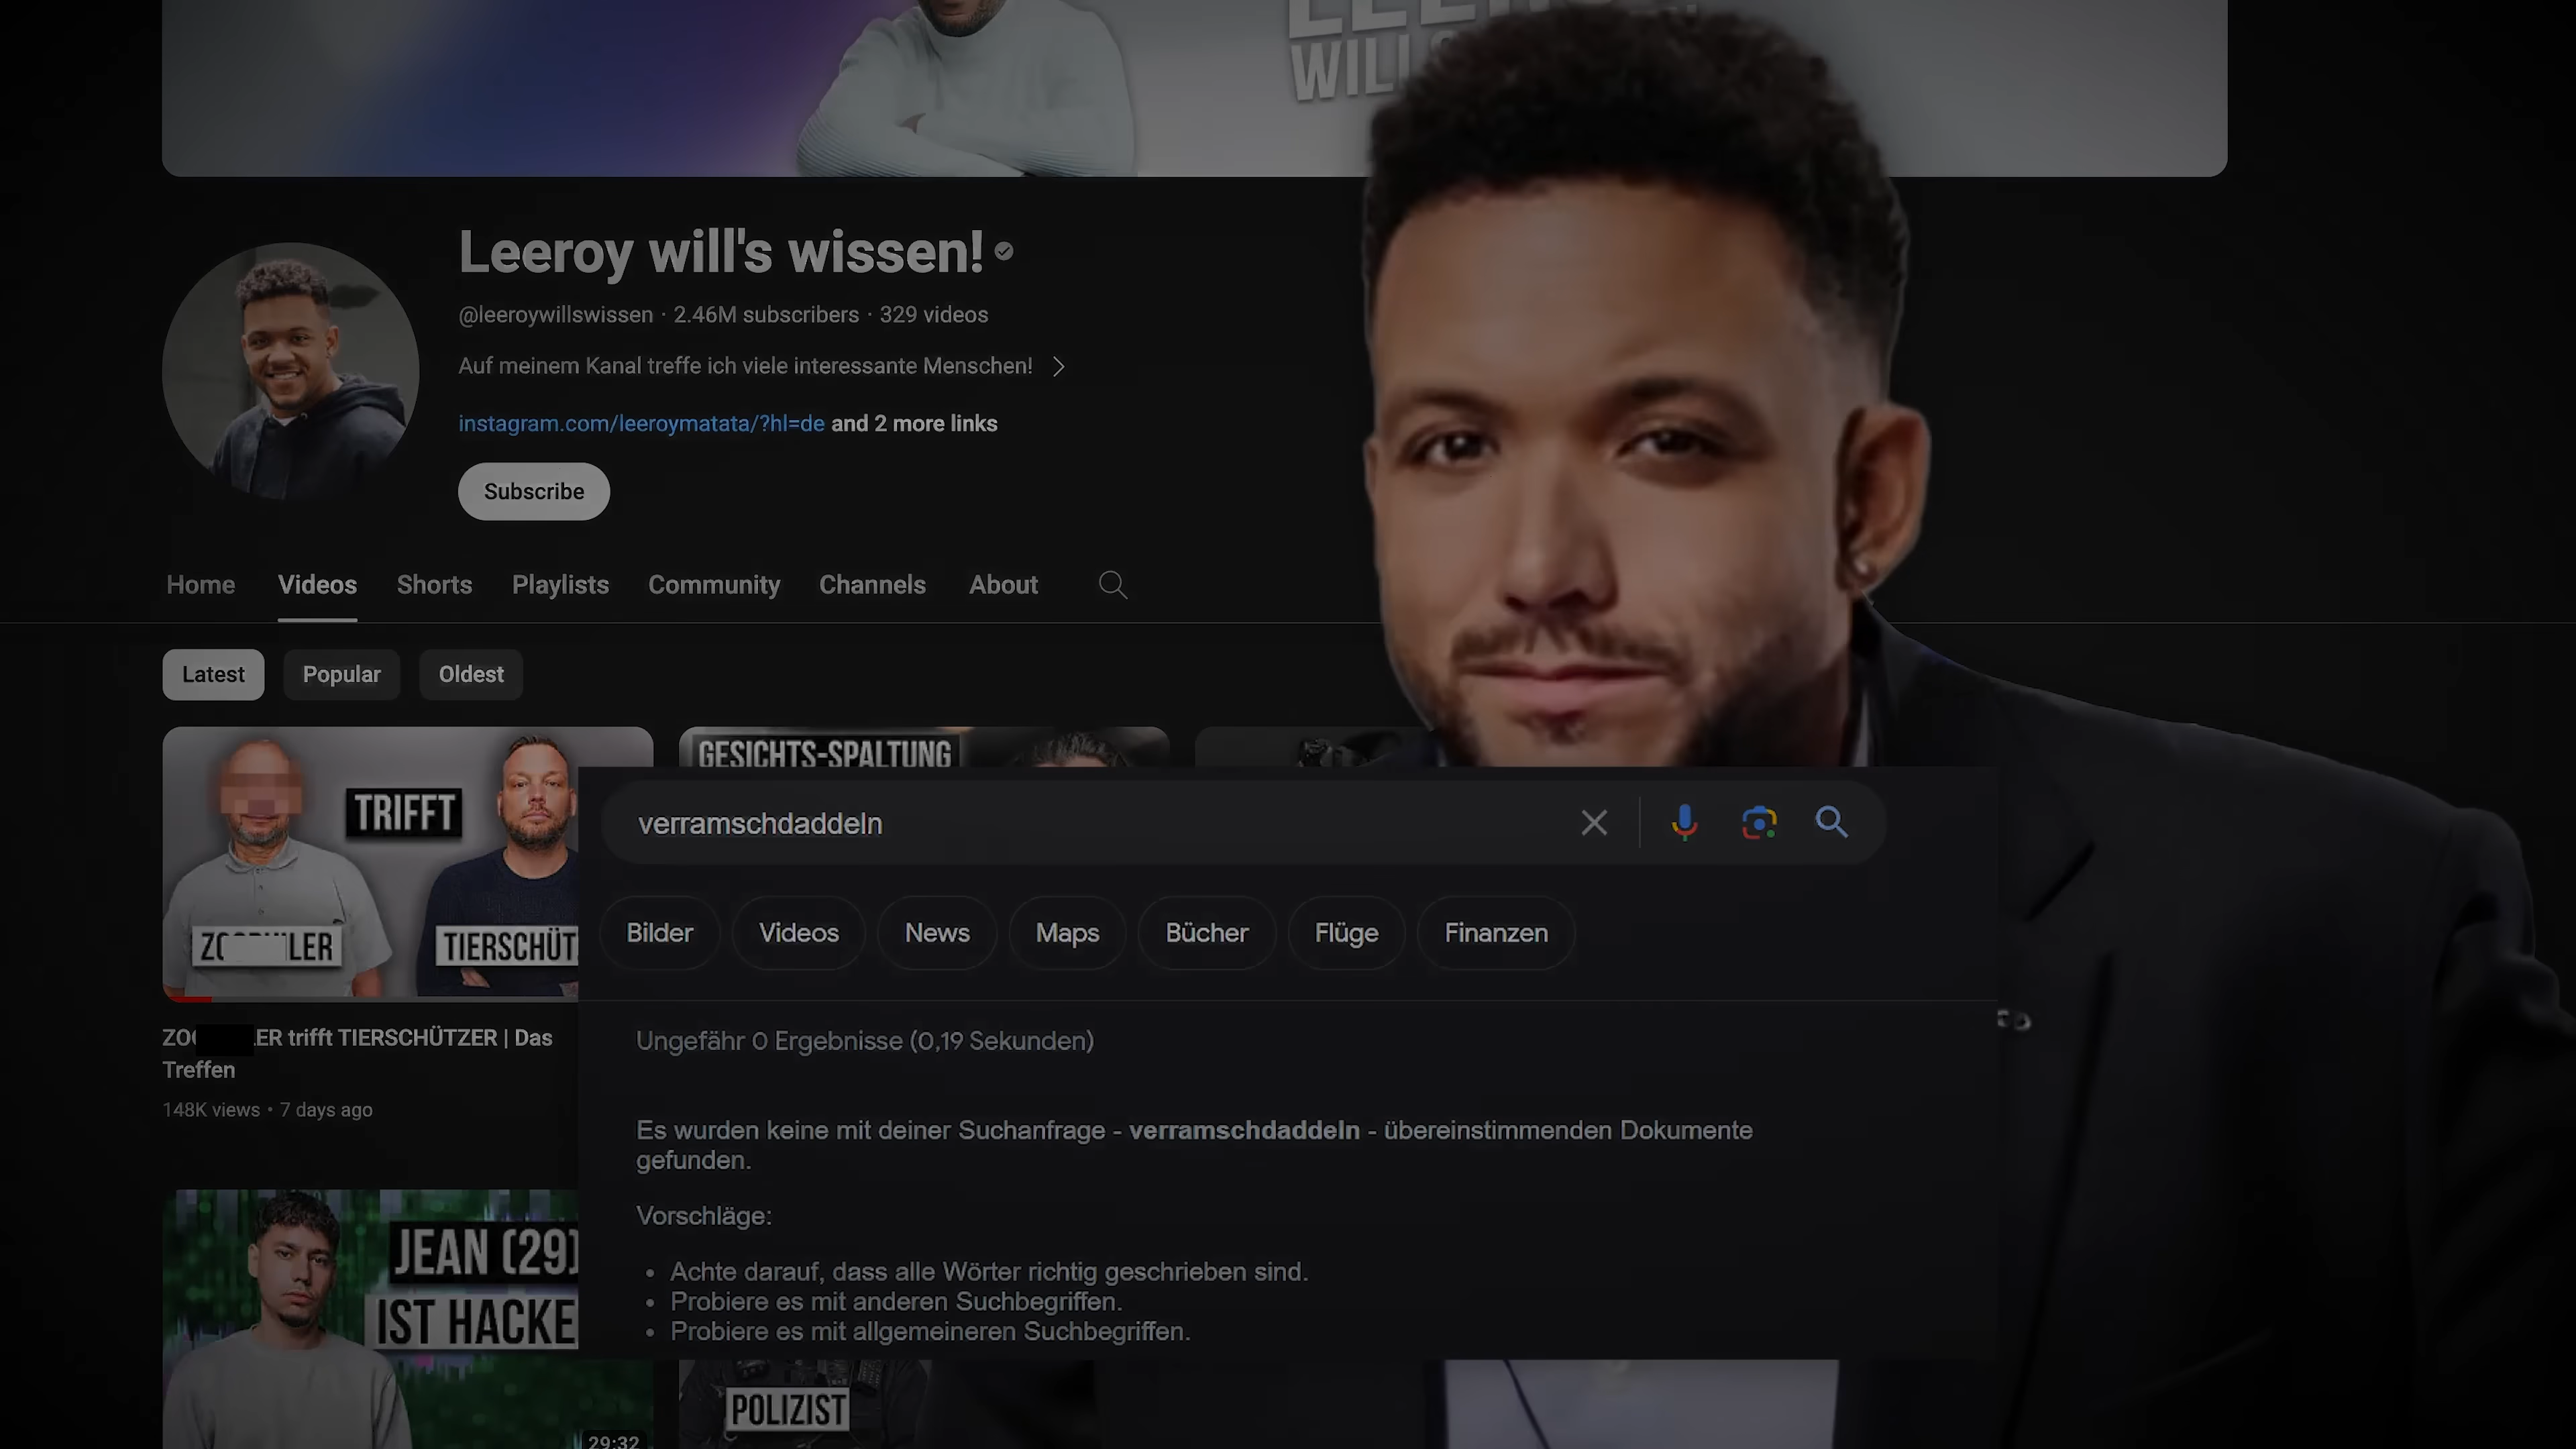 WILL
Leeroy will's wissen!
@leeroywillswissen · 2.46M subscribers · 329 videos
Auf meinem Kanal treffe ich viele interessante Menschen!
instagram.com/leeroymatata/?hl=de and 2 more links
Subscribe
Home Videos Shorts Playlists Community Channels About
Latest Popular Oldest
TRIFFT
GESICHTS-SPALTUNG
verramschdaddeln
Bilder Videos News Maps Bücher Flüge Finanzen
Ungefähr 0 Ergebnisse (0,19 Sekunden)
Es wurden keine mit deiner Suchanfrage - verramschdaddeln - übereinstimmenden Dokumente
gefunden.
Vorschläge:
• Achte darauf, dass alle Wörter richtig geschrieben sind.
• Probiere es mit anderen Suchbegriffen.
• Probiere es mit allgemeineren Suchbegriffen.
TIERSCHÜT
trifft TIERSCHÜTZER | Das
Treffen
148K views • 7 days ago
JEAN (29)
IST HACKE
29:32
POLIZIST